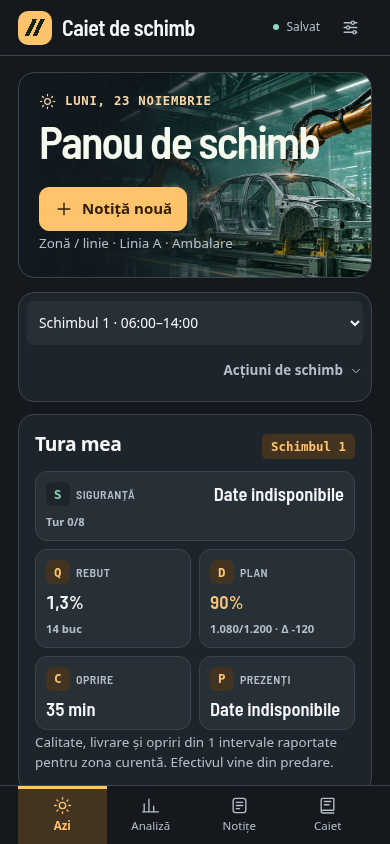 Caiet de schimb
Salvat
LUNI, 23 NOIEMBRIE
Panou de schimb
+ Notiță nouă
Zonă / linie · Linia A · Ambalare
Schimbul 1 · 06:00–14:00
Acțiuni de schimb
Tura mea
Schimbul 1
S SIGURANȚĂ
Date indisponibile
Tur 0/8
Q REBUT
1,3%
14 buc
D PLAN
90%
1.080/1.200 · Δ -120
C OPRIRE
35 min
P PREZENȚI
Date indisponibile
Calitate, livrare și opriri din 1 intervale raportate
pentru zona curentă. Efectivul vine din predare.
Azi
Analiză
Notițe
Caiet